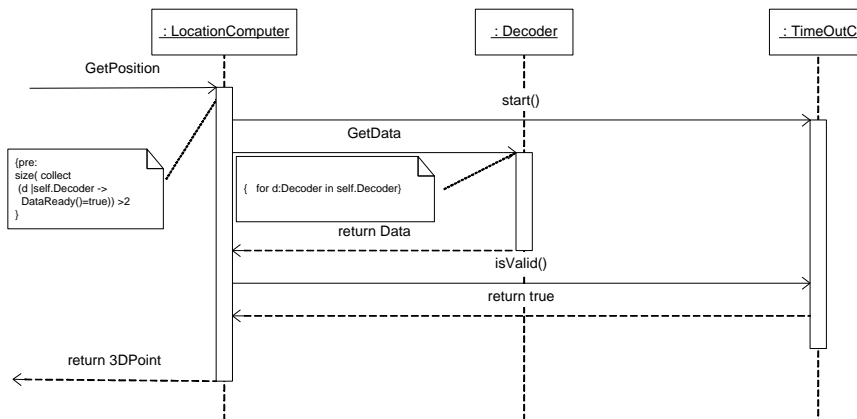 : LocationComputer
: Decoder
: TimeOutC
GetPosition
start()
GetData
{pre:
size( collect
(d |self.Decoder ->
DataReady()=true)) >2
}
{ for d:Decoder in self.Decoder}
return Data
isValid()
return true
return 3DPoint